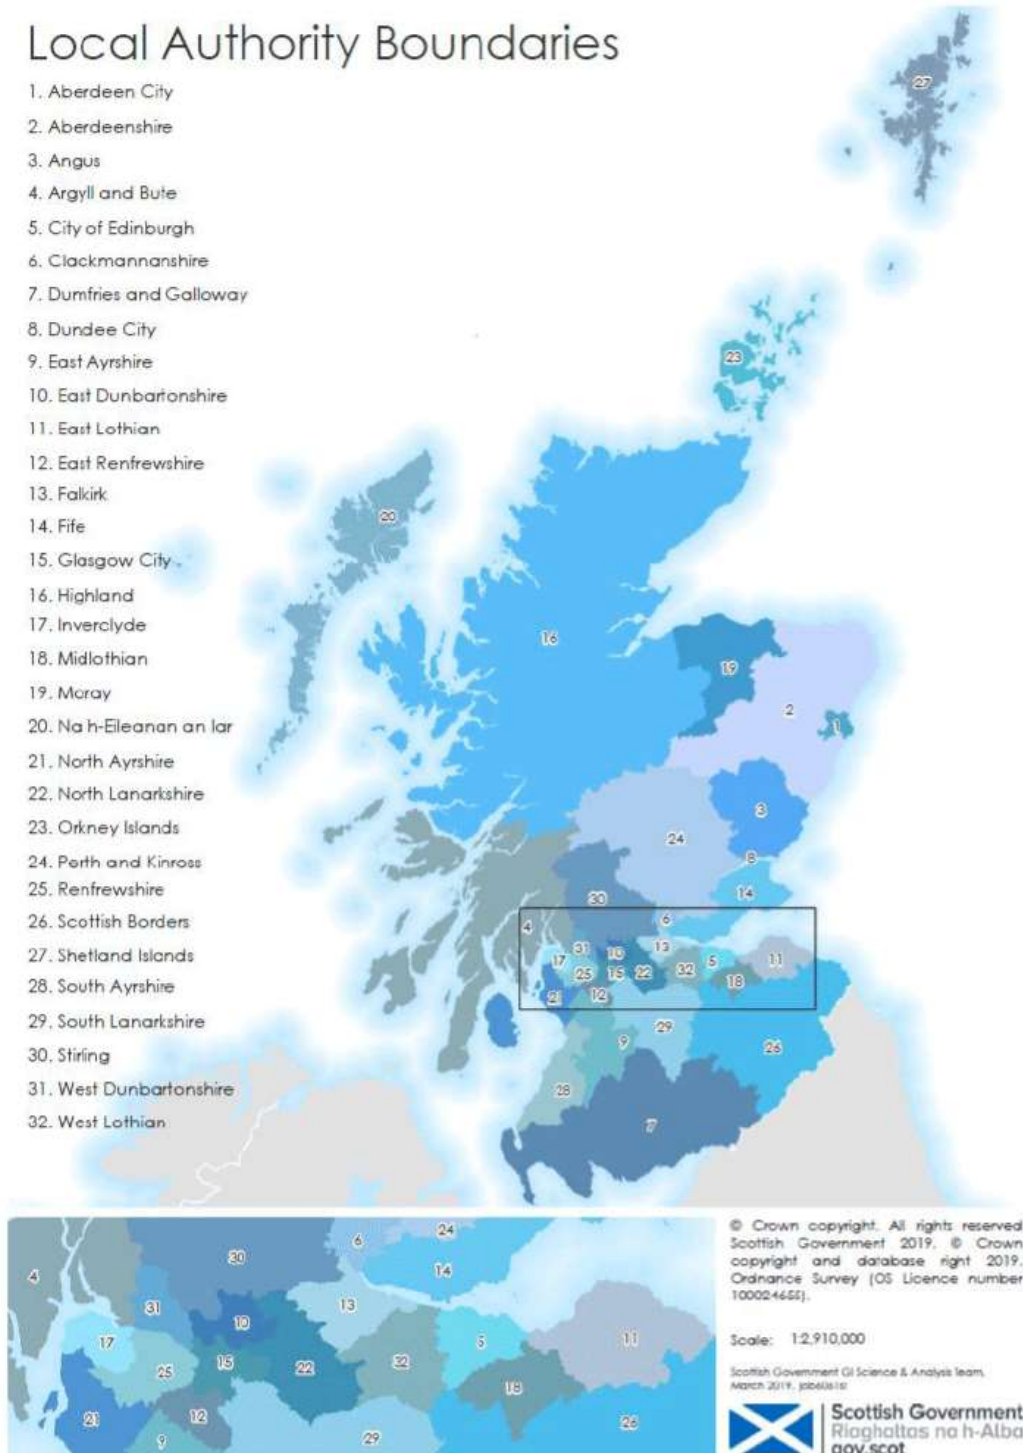 Local Authority Boundaries
1. Aberdeen City
2. Aberdeenshire
3. Angus
4. Argyll and Bute
5. City of Edinburgh
6. Clackmannanshire
7. Dumfries and Galloway
8. Dundee City
9. East Ayrshire
10. East Dunbartonshire
11. East Lothian
12. East Renfrewshire
13. Falkirk
14. Fife
15. Glasgow City
16. Highland
17. Inverclyde
18. Midlothian
19. Moray
20. Na h-Eileanan an Iar
21. North Ayrshire
22. North Lanarkshire
23. Orkney Islands
24. Perth and Kinross
25. Renfrewshire
26. Scottish Borders
27. Shetland Islands
28. South Ayrshire
29. South Lanarkshire
30. Stirling
31. West Dunbartonshire
32. West Lothian
27
23
20
16
19
2
1
3
24
8
14
30
6
4
31
10
13
17
25
15
22
32
5
11
18
21
12
29
9
26
28
7
24
6
30
14
4
31
13
10
17
5
11
15
25
22
32
18
21
12
9
29
26
© Crown copyright. All rights reserved
Scottish Government 2019. © Crown
copyright and database right 2019.
Ordnance Survey (OS Licence number
100024655).
Scale: 1:2,910,000
Scottish Government GI Science & Analysis Team,
March 2019.
Scottish Government
Riaghaltas na h-Alba
gov.scot